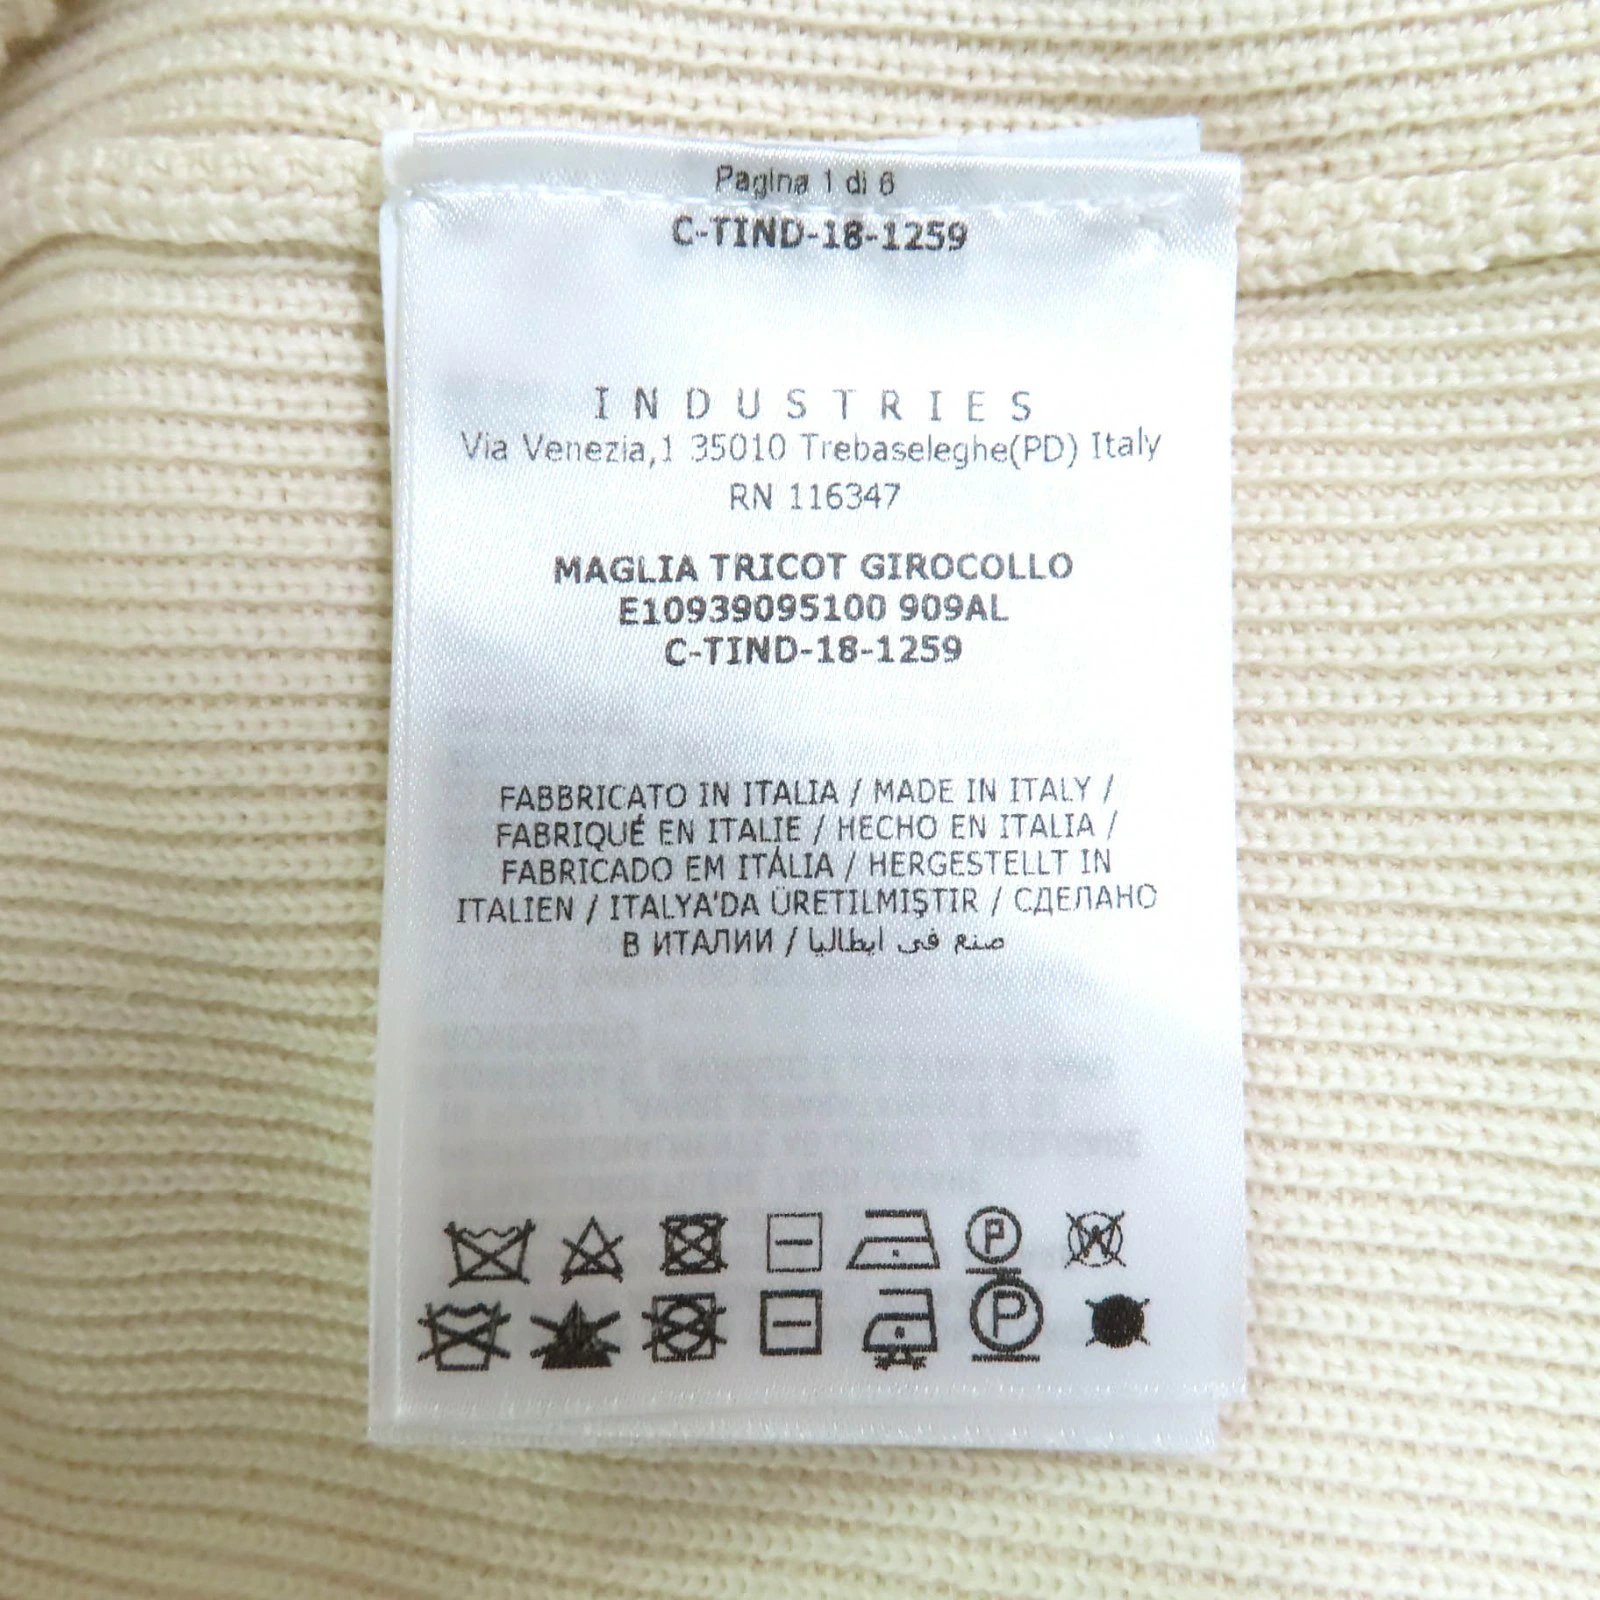 Pagina 1 di 6
C-TIND-18-1259
INDUSTRIES
Via Venezia,1 35010 Trebaseleghe(PD) Italy
RN 116347
MAGLIA TRICOT GIROCOLLO
E10939095100 909AL
C-TIND-18-1259
FABBRICATO IN ITALIA / MADE IN ITALY /
FABRIQUÉ EN ITALIE / HECHO EN ITALIA /
FABRICADO EM ITÁLIA / HERGESTELLT IN
ITALIEN / ITALYA'DA ÜRETILMIŞTIR / СДЕЛАНО
В ИТАЛИИ / صنع في ايطاليا
P
P